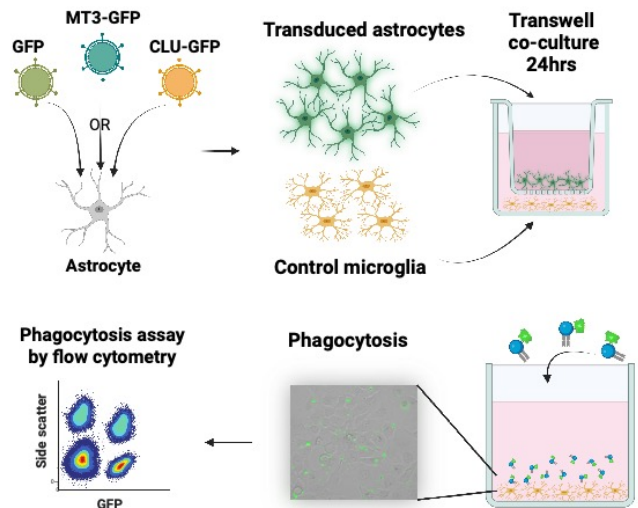 GFP
MT3-GFP
CLU-GFP
OR
Astrocyte
Transduced astrocytes
Control microglia
Transwell
co-culture
24hrs
Phagocytosis assay
by flow cytometry
Side scatter
0
GFP
Phagocytosis